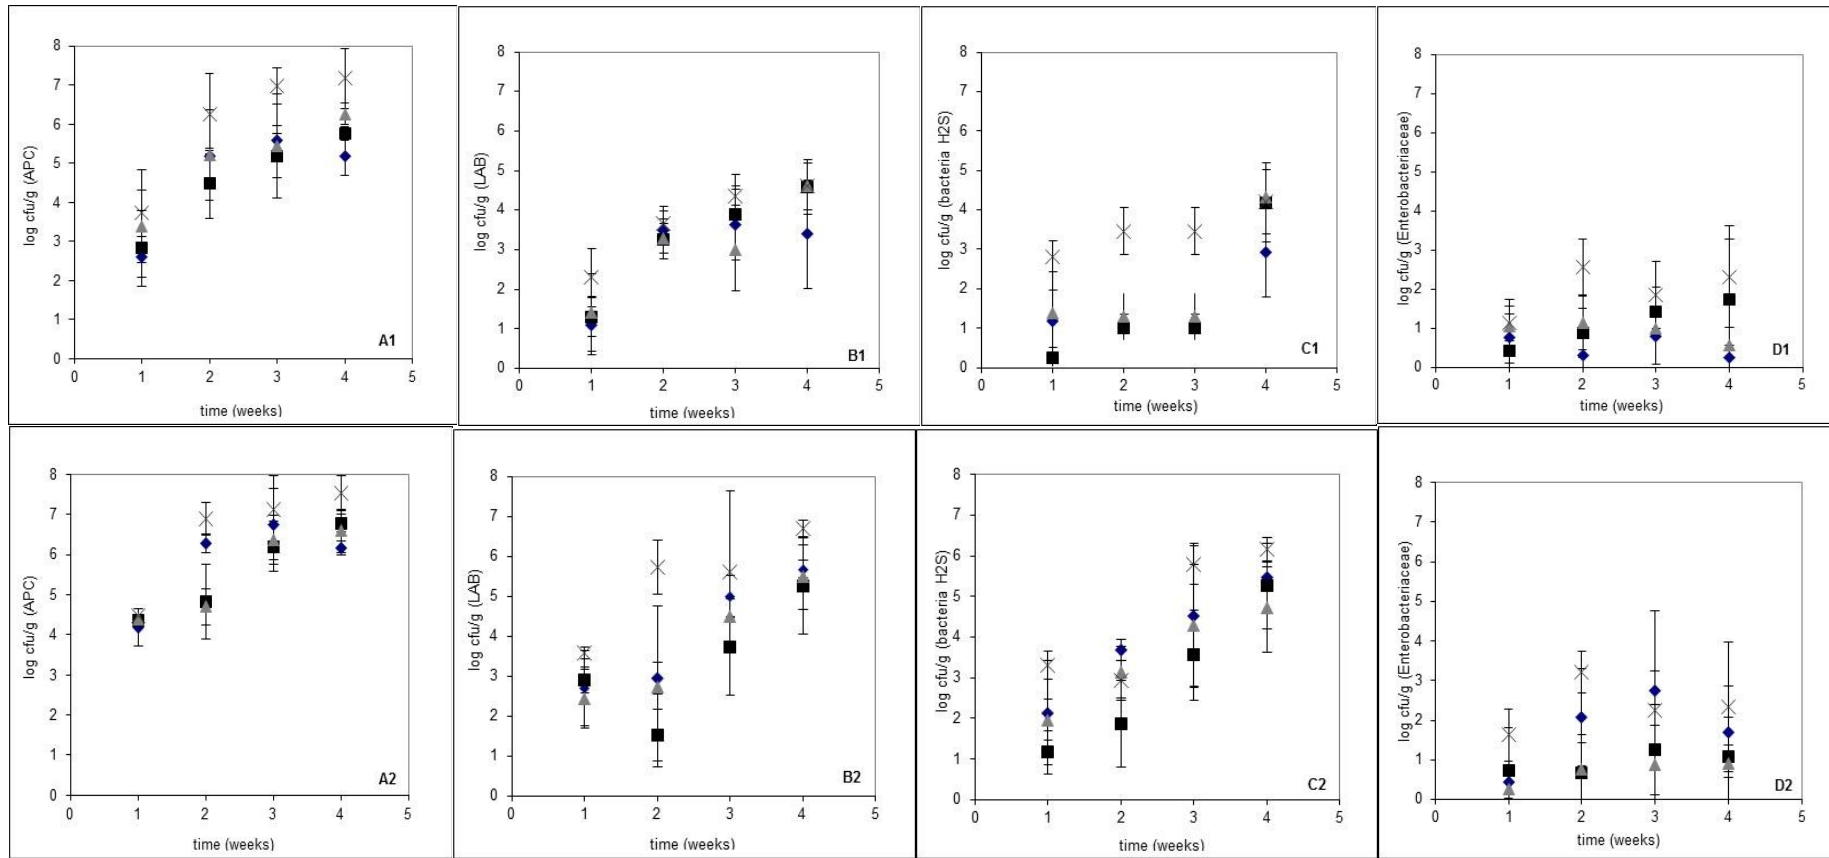 log cfu/g (APC)
8
7
6
5
4
3
2
1
0
0 1 2 3 4 5
time (weeks)
A1
log cfu/g (LAB)
8
7
6
5
4
3
2
1
0
0 1 2 3 4 5
time (weeks)
B1
log cfu/g (bacteria H2S)
8
7
6
5
4
3
2
1
0
0 1 2 3 4 5
time (weeks)
C1
log cfu/g (Enterobacteriaceae)
8
7
6
5
4
3
2
1
0
0 1 2 3 4 5
time (weeks)
D1
log cfu/g (APC)
8
7
6
5
4
3
2
1
0
0 1 2 3 4 5
time (weeks)
A2
log cfu/g (LAB)
8
7
6
5
4
3
2
1
0
0 1 2 3 4 5
time (weeks)
B2
log cfu/g (bacteria H2S)
8
7
6
5
4
3
2
1
0
0 1 2 3 4 5
time (weeks)
C2
log cfu/g (Enterobacteriaceae)
8
7
6
5
4
3
2
1
0
0 1 2 3 4 5
time (weeks)
D2